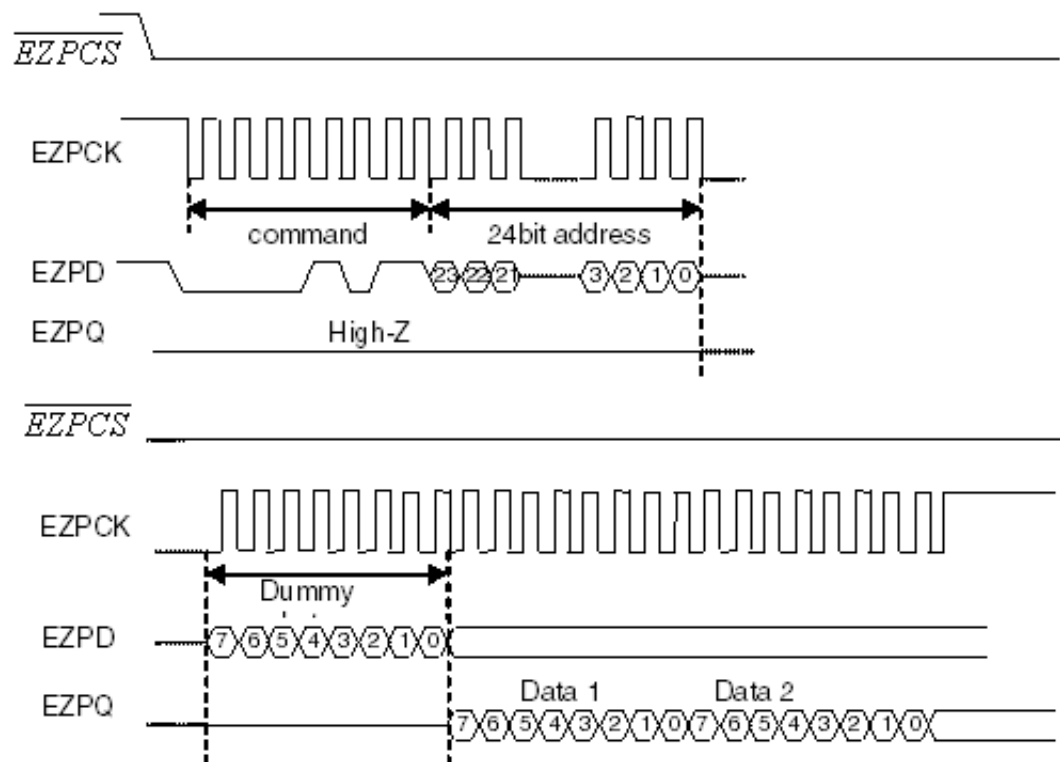 EZPCS
EZPCK
command 24bit address
EZPD 23 22 21 3 2 1 0
EZPQ High-Z
EZPCS
EZPCK
Dummy
EZPD 7 6 5 4 3 2 1 0
Data 1 Data 2
EZPQ 7 6 5 4 3 2 1 0 7 6 5 4 3 2 1 0